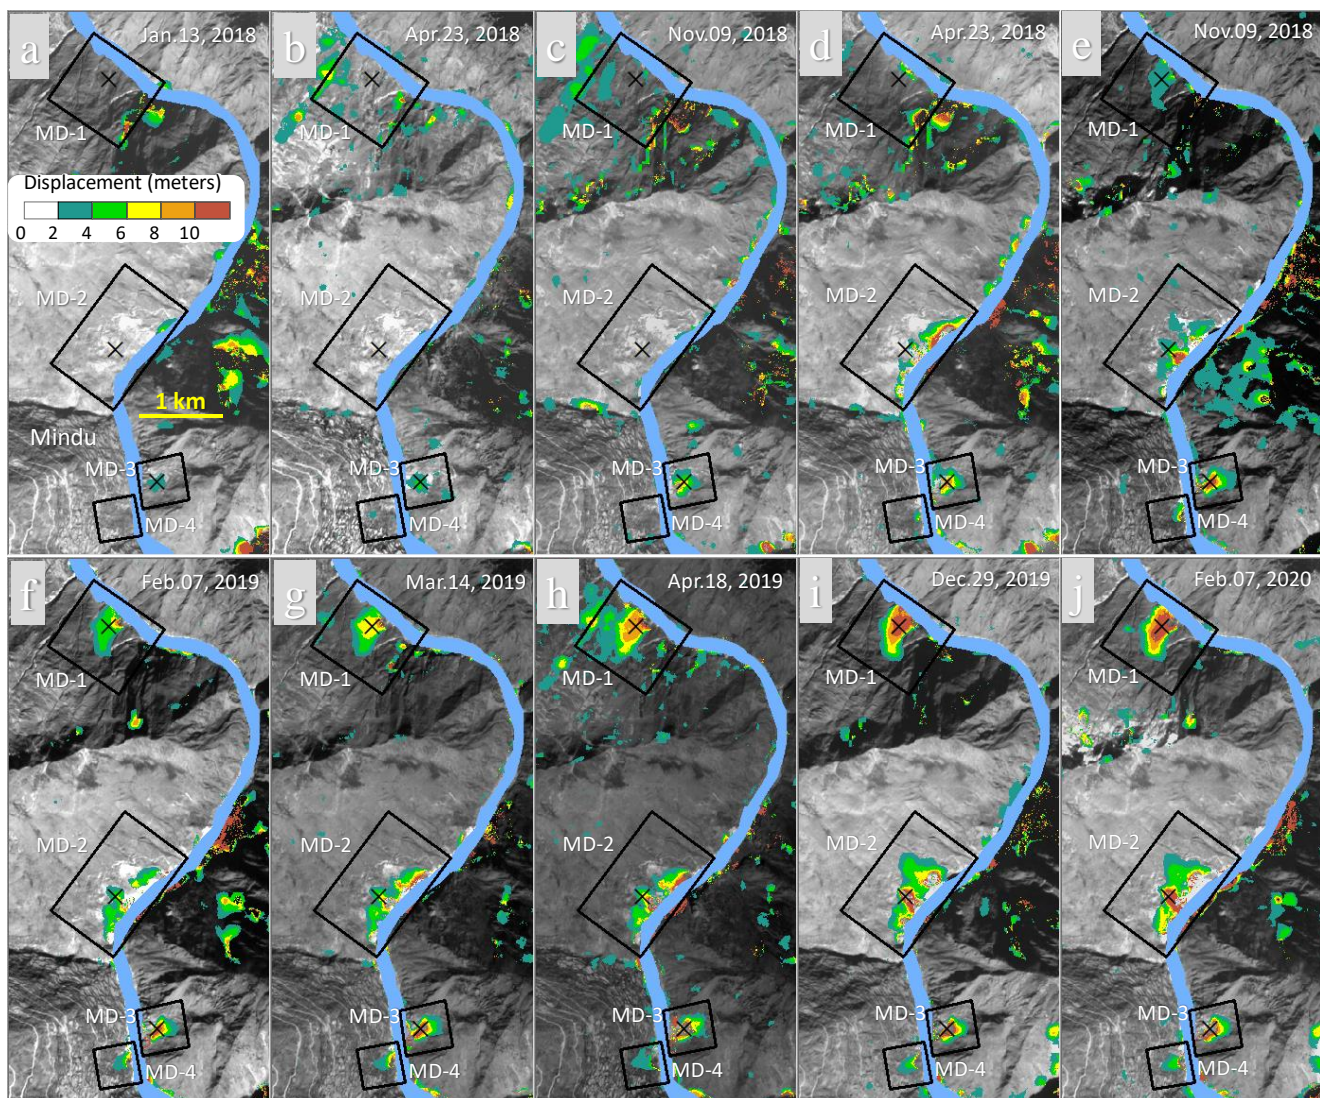 a
Jan.13, 2018
MD-1
Displacement (meters)
0 2 4 6 8 10
MD-2
1 km
Mindu
MD-3
MD-4
b
Apr.23, 2018
MD-1
MD-2
MD-3
MD-4
c
Nov.09, 2018
MD-1
MD-2
MD-3
MD-4
d
Apr.23, 2018
MD-1
MD-2
MD-3
MD-4
e
Nov.09, 2018
MD-1
MD-2
MD-3
MD-4
f
Feb.07, 2019
MD-1
MD-2
MD-3
MD-4
g
Mar.14, 2019
MD-1
MD-2
MD-3
MD-4
h
Apr.18, 2019
MD-1
MD-2
MD-3
MD-4
i
Dec.29, 2019
MD-1
MD-2
MD-3
MD-4
j
Feb.07, 2020
MD-1
MD-2
MD-3
MD-4